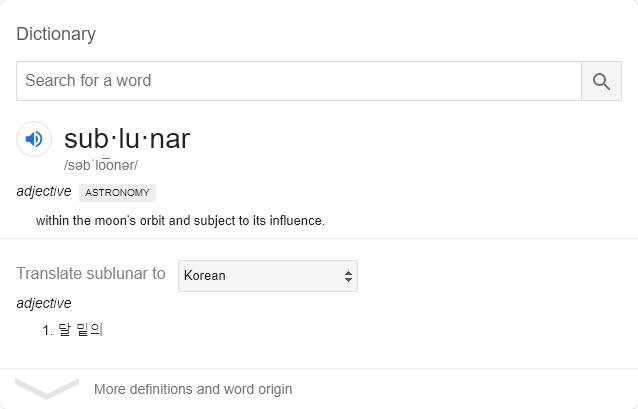 Dictionary
Search for a word
sub·lu·nar
/səbˈlo͞onər/
adjective ASTRONOMY
within the moon's orbit and subject to its influence.
Translate sublunar to Korean
adjective
1. 달 밑의
More definitions and word origin